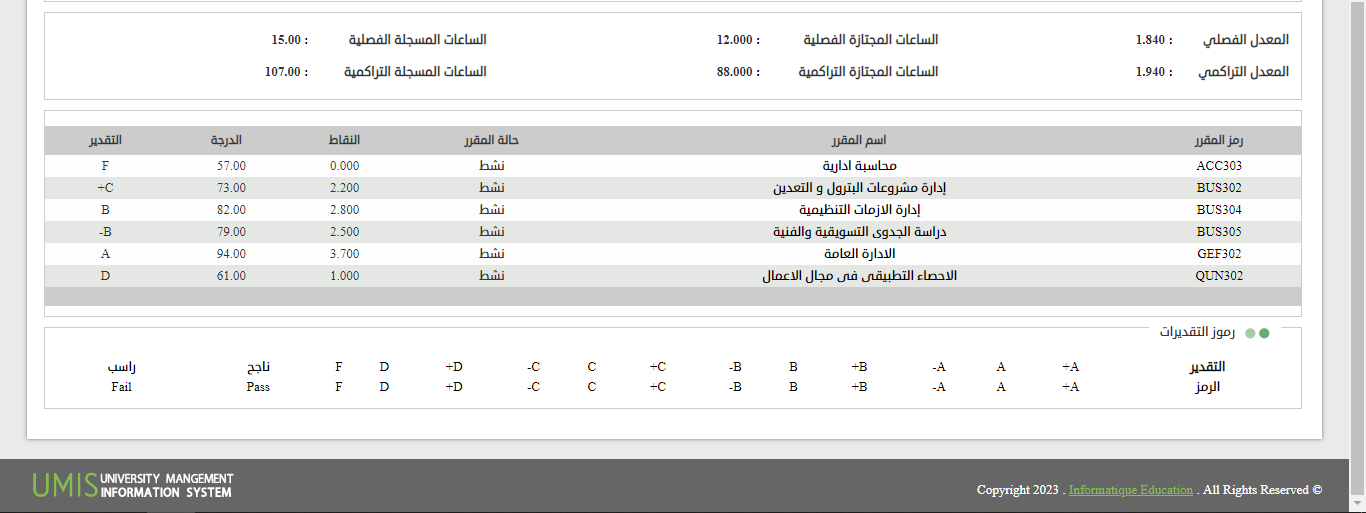 المعدل الفصلي : 1.840 الساعات المجتازة الفصلية : 12.000 الساعات المسجلة الفصلية : 15.00
المعدل التراكمي : 1.940 الساعات المجتازة التراكمية : 88.000 الساعات المسجلة التراكمية : 107.00
رمز المقرر اسم المقرر حالة المقرر النقاط الدرجة التقدير
ACC303 محاسبة ادارية نشط 0.000 57.00 F
BUS302 إدارة مشروعات البترول و التعدين نشط 2.200 73.00 +C
BUS304 إدارة الازمات التنظيمية نشط 2.800 82.00 B
BUS305 دراسة الجدوى التسويقية والفنية نشط 2.500 79.00 -B
GEF302 الادارة العامة نشط 3.700 94.00 A
QUN302 الاحصاء التطبيقى فى مجال الاعمال نشط 1.000 61.00 D
رموز التقديرات
التقدير +A A -A +B B -B +C C -C +D D F ناجح راسب
الرمز +A A -A +B B -B +C C -C +D D F Pass Fail
UMIS UNIVERSITY MANGEMENT
INFORMATION SYSTEM
Copyright 2023 . Informatique Education . All Rights Reserved ©